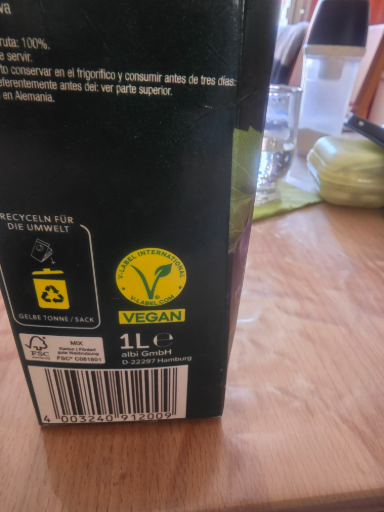 ruta: 100%.
e servir.
to conservar en el frigorífico y consumir antes de tres días.
eferentemente antes del: ver parte superior.
en Alemania.
RECYCELN FÜR
DIE UMWELT
GELBE TONNE / SACK
V-LABEL INTERNATIONAL
V-LABEL.COM
VEGAN
FSC
MIX
FSC® C081801
1L e
albi GmbH
D-22297 Hamburg
4 003240 912009